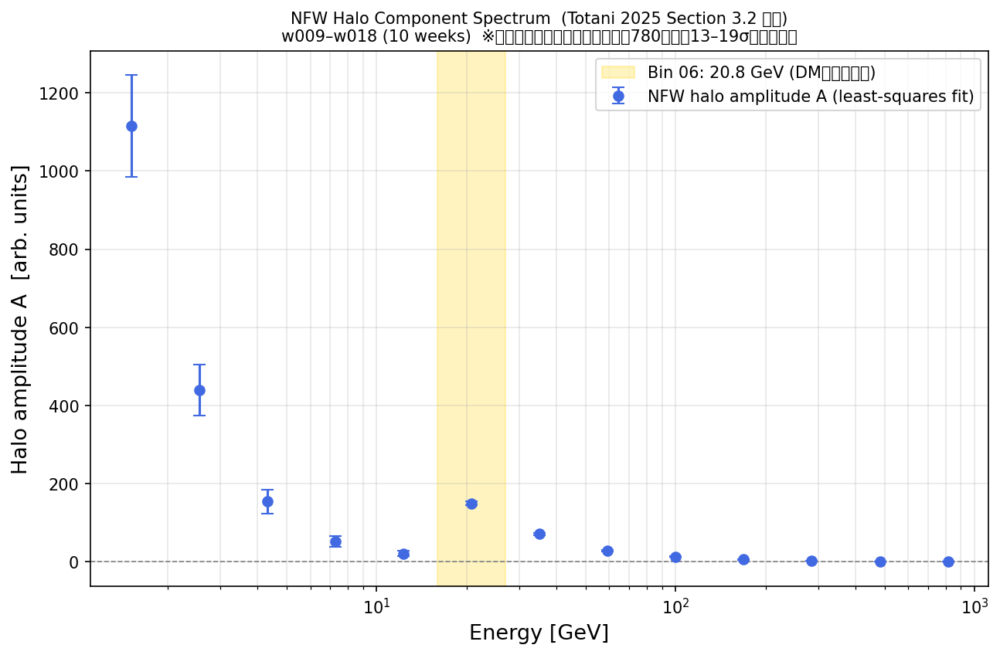 NFW Halo Component Spectrum (Totani 2025 Section 3.2 □□)
w009–w018 (10 weeks) ※□□□□□□□□□□□□□□780□□□13–19σ□□□□□
Bin 06: 20.8 GeV (DM□□□□□)
NFW halo amplitude A (least-squares fit)
Halo amplitude A [arb. units]
1200
1000
800
600
400
200
0
10¹
10²
10³
Energy [GeV]